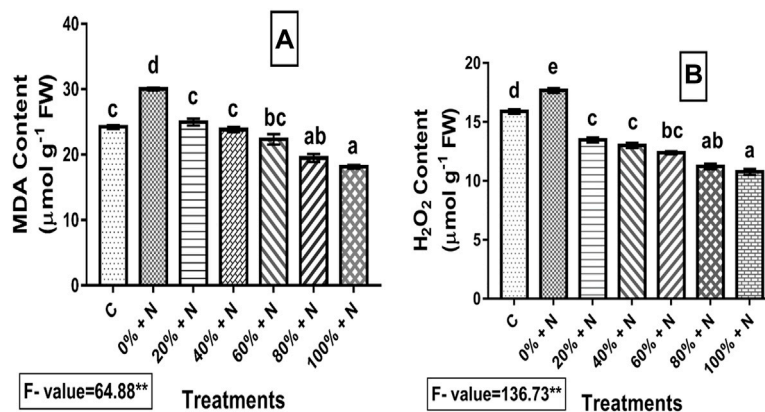 A
MDA Content
(μmol g⁻¹ FW)
40
30
20
10
0
c
d
c
c
bc
ab
a
C
0% + N
20% + N
40% + N
60% + N
80% + N
100% + N
F- value=64.88**
Treatments
B
H₂O₂ Content
(μmol g⁻¹ FW)
20
15
10
5
0
d
e
c
c
bc
ab
a
C
0% + N
20% + N
40% + N
60% + N
80% + N
100% + N
F- value=136.73**
Treatments